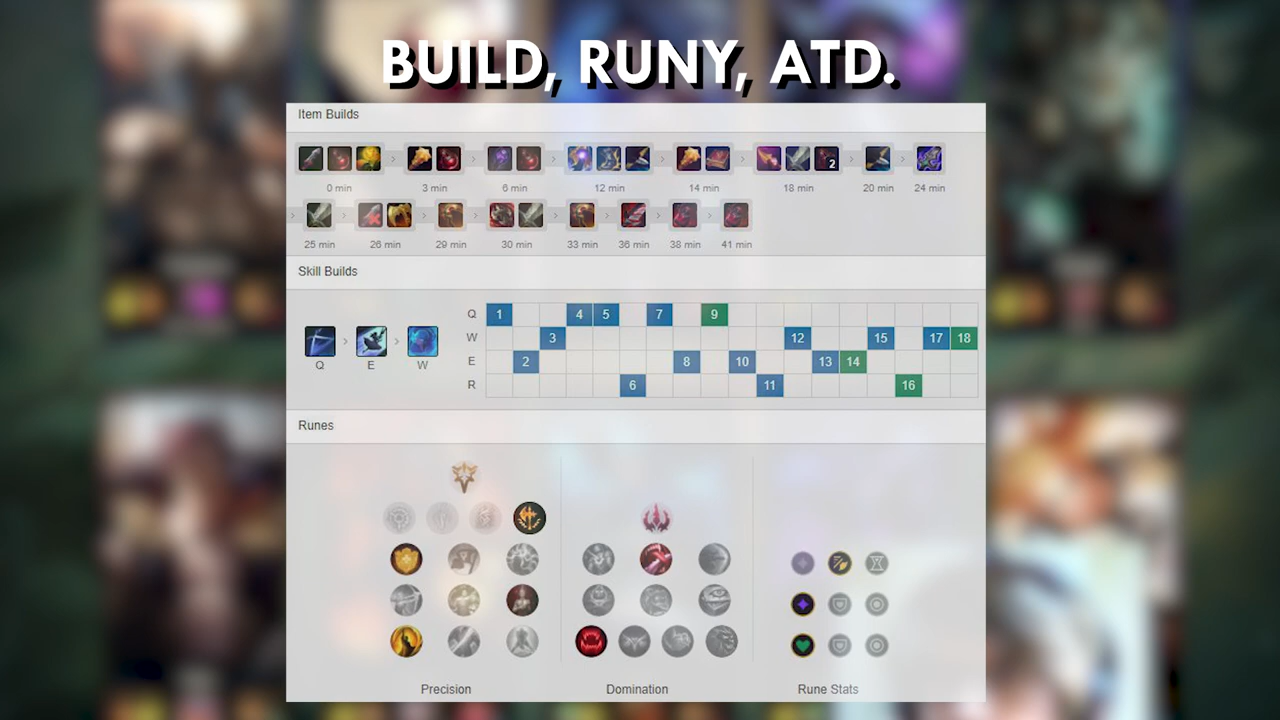 BUILD, RUNY, ATD.
Item Builds
2
0 min 3 min 6 min 12 min 14 min 18 min 20 min 24 min
25 min 26 min 29 min 30 min 33 min 36 min 38 min 41 min
Skill Builds
Q 1 4 5 7 9
W 3 12 15 17 18
E 2 8 10 13 14
R 6 11 16
Q E W
Runes
Precision Domination Rune Stats